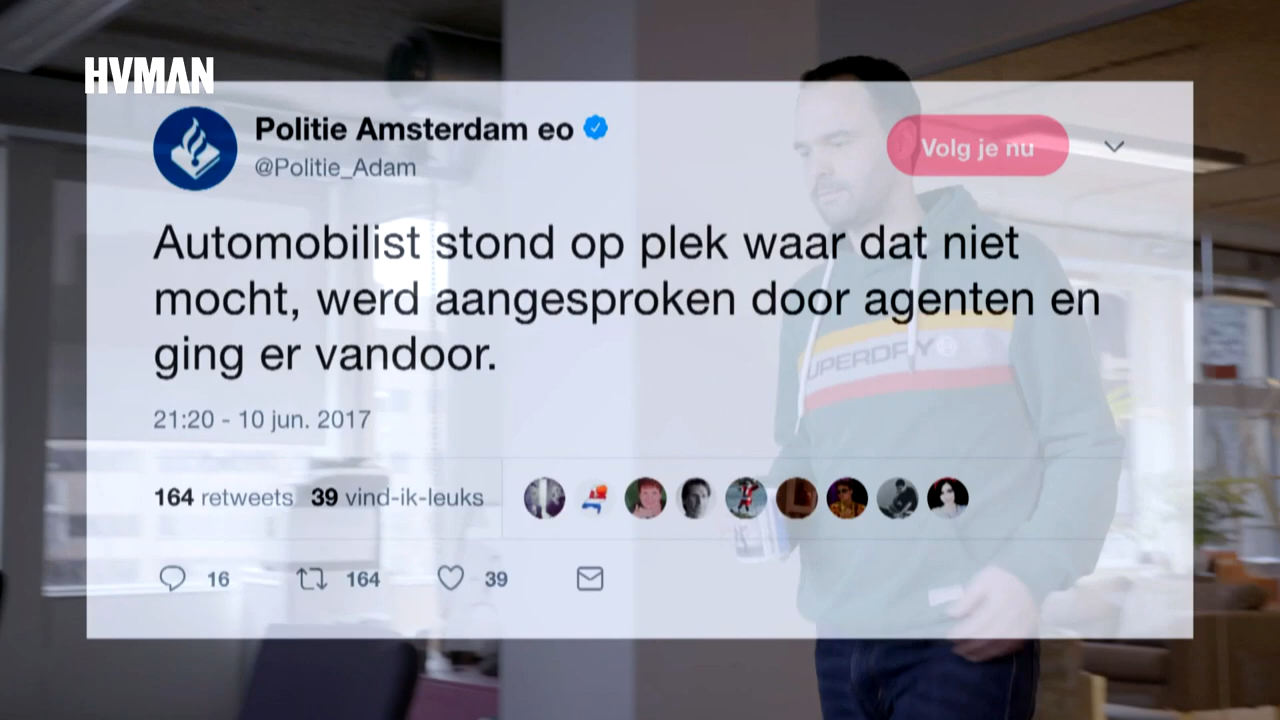 HVMAN
Politie Amsterdam eo
@Politie_Adam
Volg je nu
Automobilist stond op plek waar dat niet
mocht, werd aangesproken door agenten en
ging er vandoor.
21:20 - 10 jun. 2017
164 retweets 39 vind-ik-leuks
16 164 39
SUPERDRY